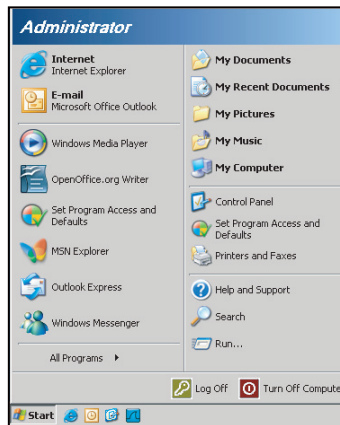 Administrator
Internet
Internet Explorer
E-mail
Microsoft Office Outlook
Windows Media Player
OpenOffice.org Writer
Set Program Access and
Defaults
MSN Explorer
Outlook Express
Windows Messenger
All Programs
My Documents
My Recent Documents
My Pictures
My Music
My Computer
Control Panel
Set Program Access and
Defaults
Printers and Faxes
Help and Support
Search
Run...
Log Off
Turn Off Compute
Start